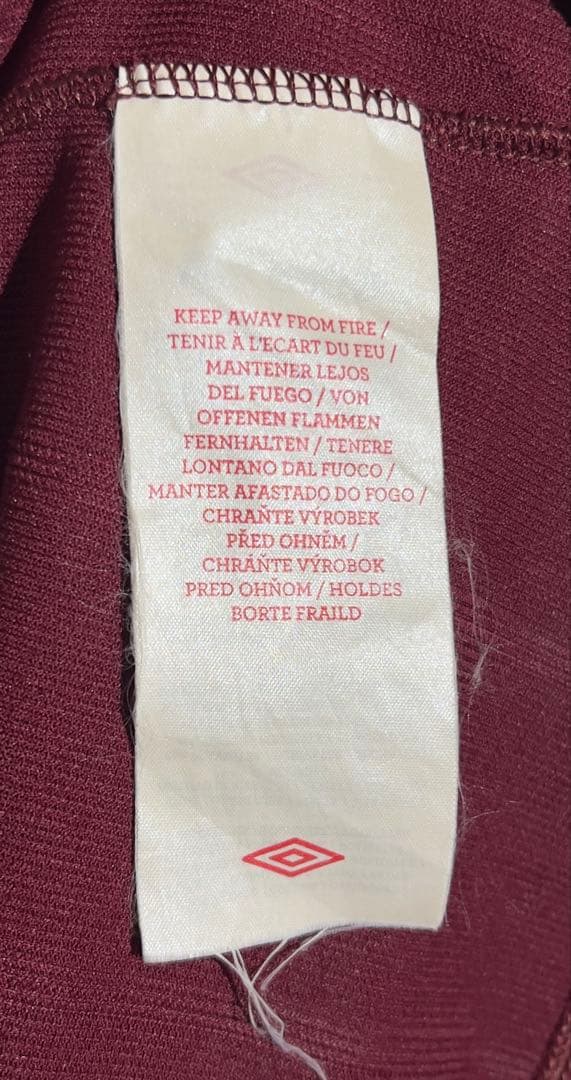 KEEP AWAY FROM FIRE /
TENIR À L'ECART DU FEU /
MANTENER LEJOS
DEL FUEGO / VON
OFFENEN FLAMMEN
FERNHALTEN / TENERE
LONTANO DAL FUOCO /
MANTER AFASTADO DO FOGO /
CHRAŇTE VÝROBEK
PŘED OHNĚM /
CHRÁŇTE VÝROBOK
PRED OHŇOM / HOLDES
BORTE FRAILD